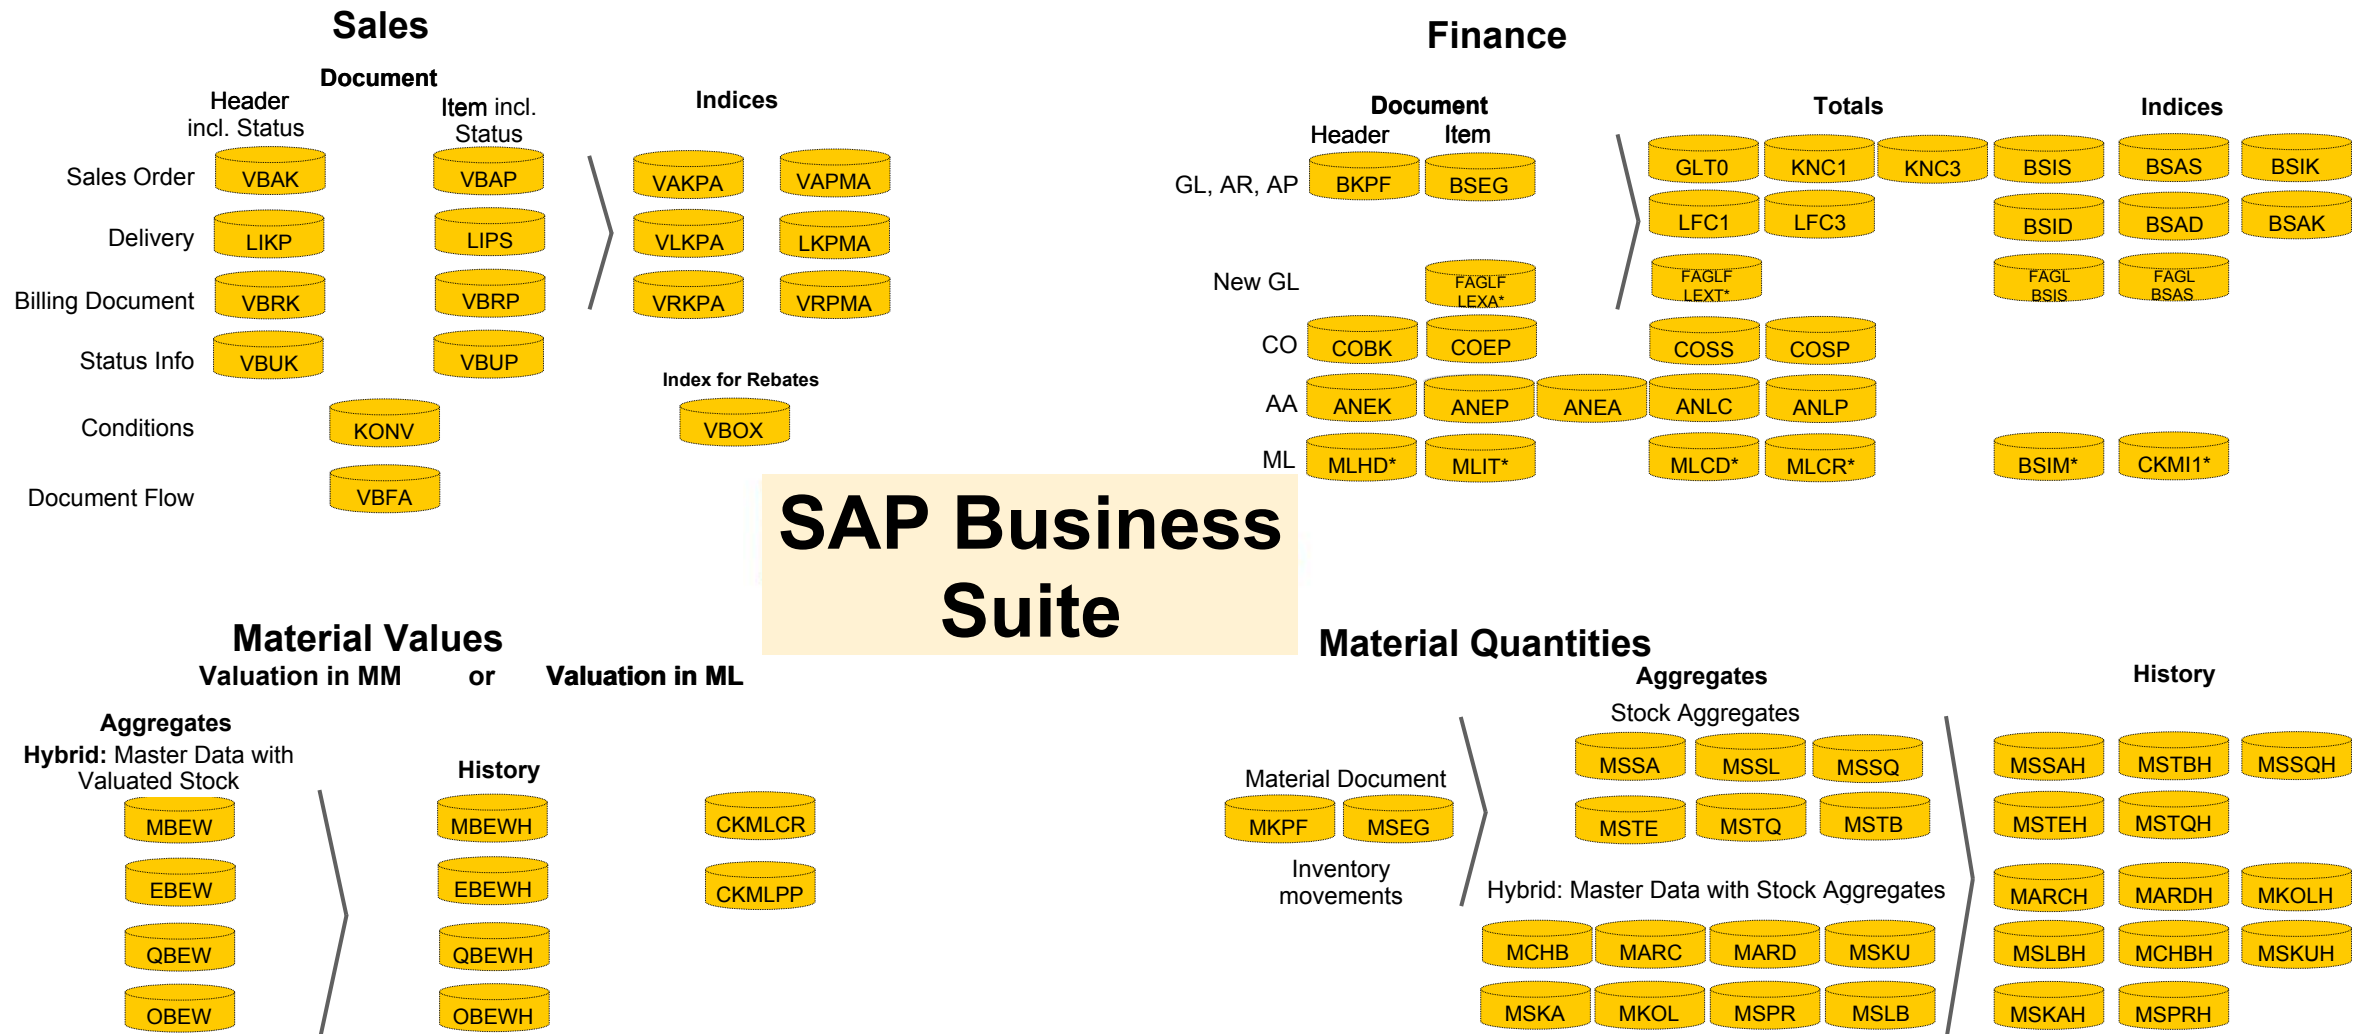 Sales
Document
Header
incl. Status
Item incl.
Status
Indices
Sales Order
VBAK
VBAP
VAKPA
VAPMA
Delivery
LIKP
LIPS
VLKPA
LKPMA
Billing Document
VBRK
VBRP
VRKPA
VRPMA
Status Info
VBUK
VBUP
Index for Rebates
Conditions
KONV
VBOX
Document Flow
VBFA
Finance
Document
Header
Item
Totals
Indices
GL, AR, AP
BKPF
BSEG
GLT0
KNC1
KNC3
BSIS
BSAS
BSIK
LFC1
LFC3
BSID
BSAD
BSAK
New GL
FAGLF
LEXA*
FAGLF
LEXT*
FAGL
BSIS
FAGL
BSAS
CO
COBK
COEP
COSS
COSP
AA
ANEK
ANEP
ANEA
ANLC
ANLP
ML
MLHD*
MLIT*
MLCD*
MLCR*
BSIM*
CKMI1*
SAP Business
Suite
Material Values
Valuation in MM or Valuation in ML
Aggregates
Hybrid: Master Data with
Valuated Stock
History
MBEW
MBEWH
CKMLCR
EBEW
EBEWH
CKMLPP
QBEW
QBEWH
OBEW
OBEWH
Material Quantities
Aggregates
History
Stock Aggregates
Material Document
MKPF
MSEG
Inventory
movements
MSSA
MSSL
MSSQ
MSTE
MSTQ
MSTB
Hybrid: Master Data with Stock Aggregates
MCHB
MARC
MARD
MSKU
MSKA
MKOL
MSPR
MSLB
MSSAH
MSTBH
MSSQH
MSTEH
MSTQH
MARCH
MARDH
MKOLH
MSLBH
MCHBH
MSKUH
MSKAH
MSPRH